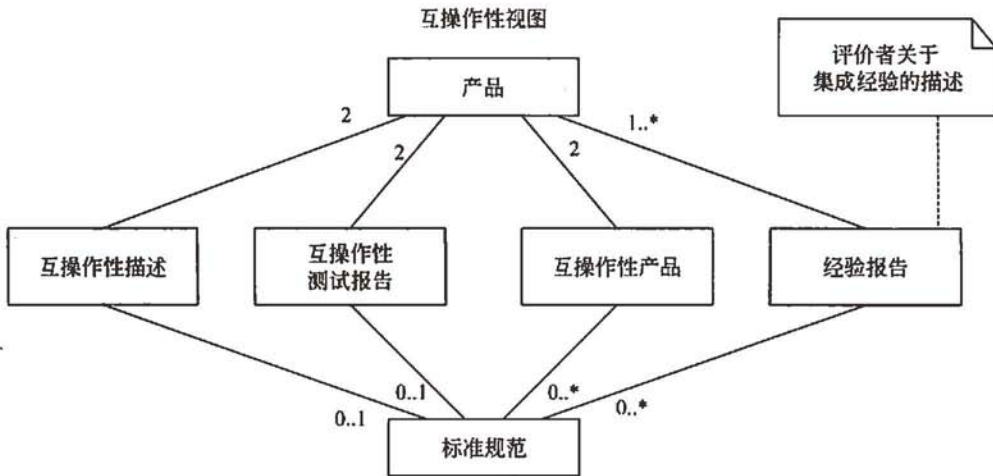 互操作性视图
评价者关于
集成经验的描述
产品
2
2
2
1..*
互操作性描述
互操作性
测试报告
互操作性产品
经验报告
0..1
0..1
0..*
0..*
标准规范